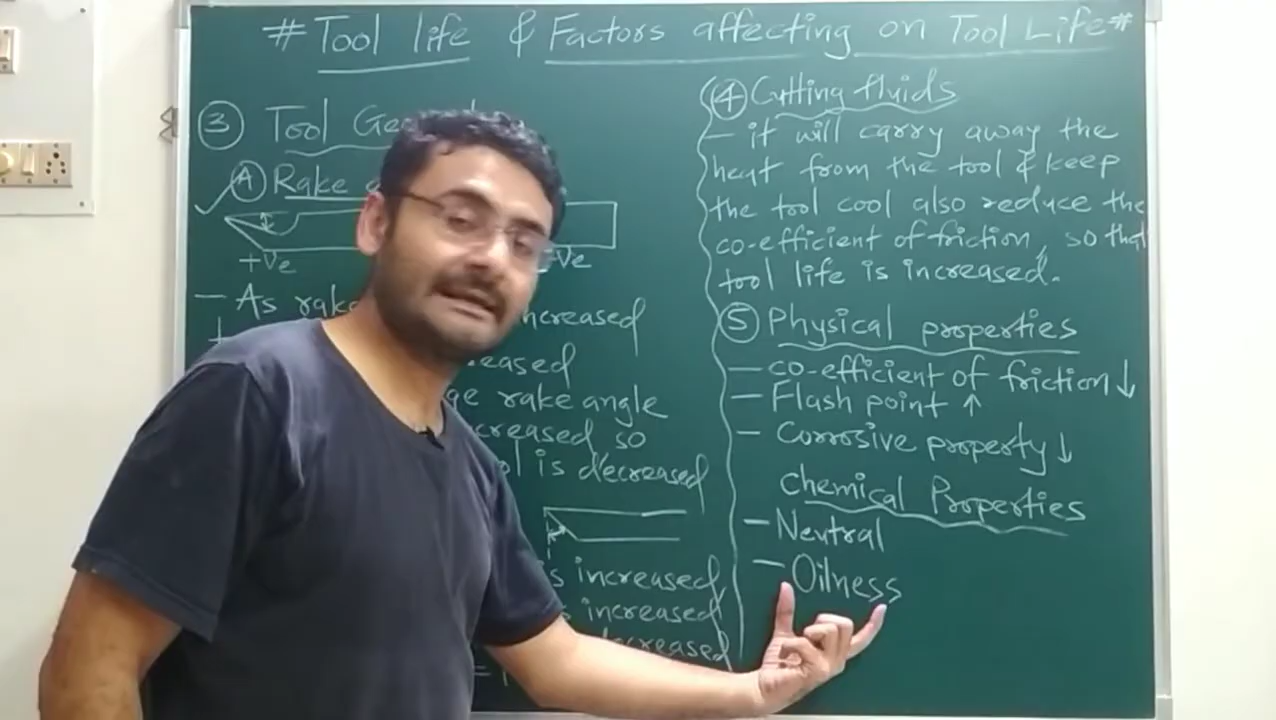 # Tool life & Factors affecting on Tool Life #
③ Tool Ge
Ⓐ Rake
+ve -ve
- As rake increased
eased
ge rake angle
creased so
ol is decreased
s increased,
s increased
decreased
④ Cutting fluids
- it will carry away the
heat from the tool & keep
the tool cool also reduce the
co-efficient of friction, so that
tool life is increased.
⑤ Physical properties
- co-efficient of friction ↓
- Flash point ↑
- Corrosive property ↓
Chemical Properties
- Neutral
- Oilness